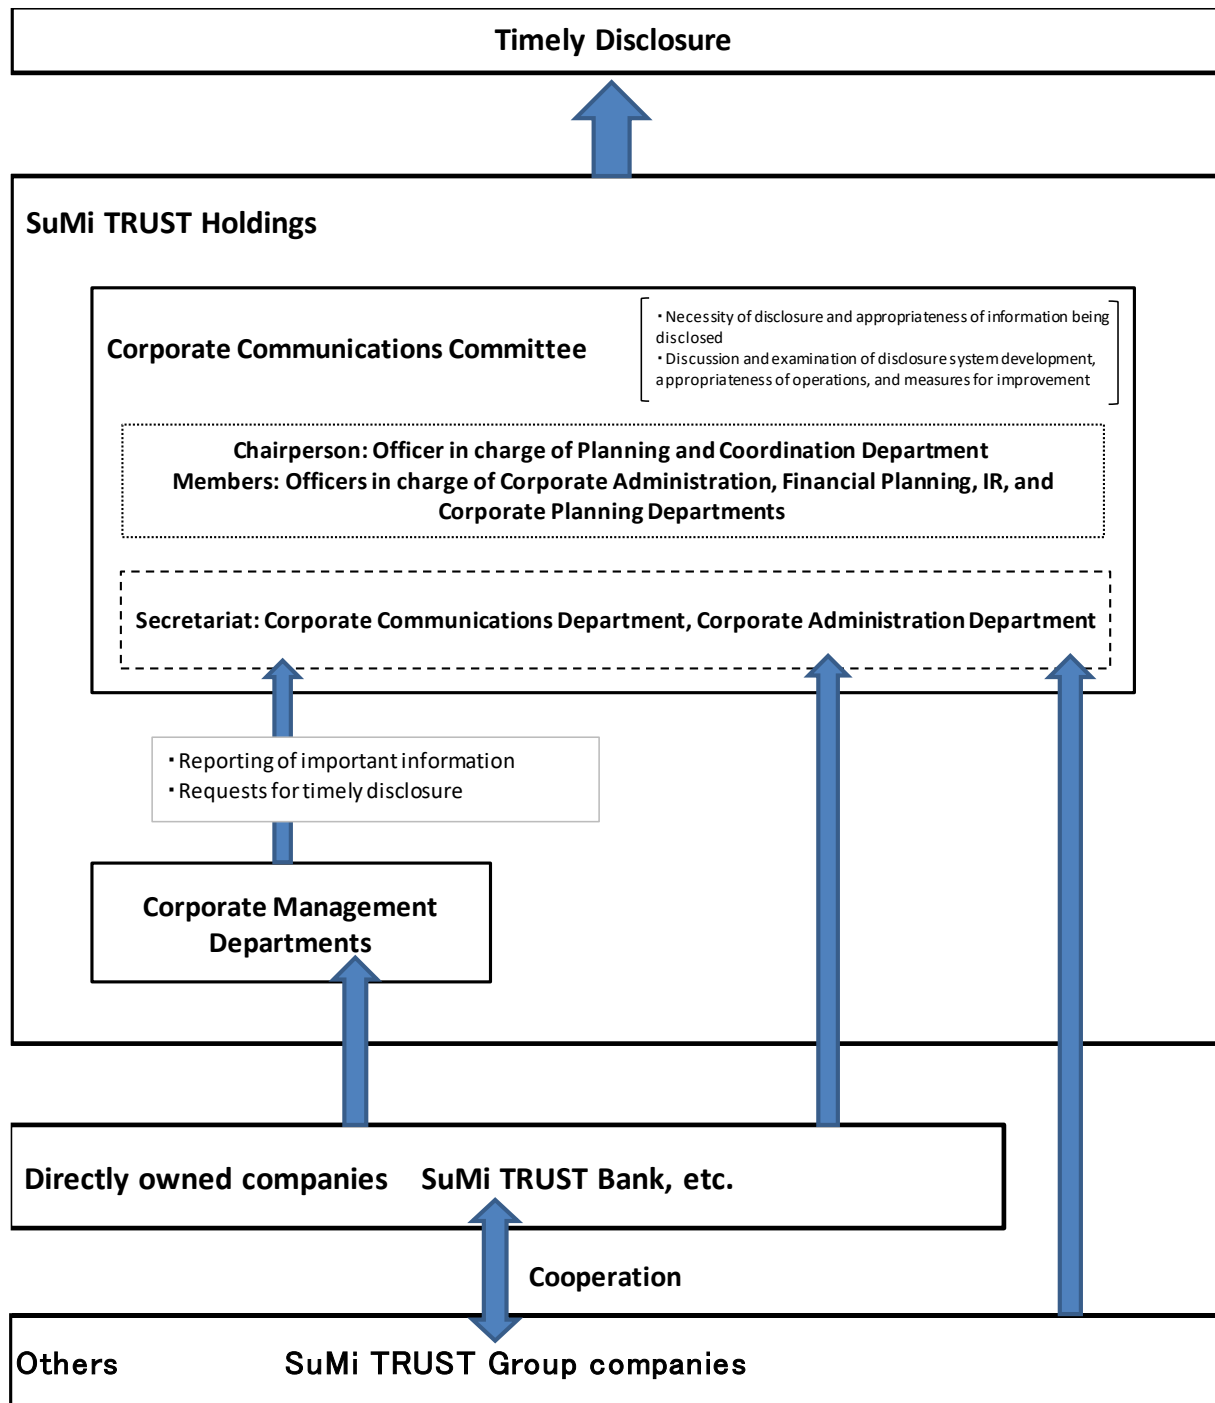 Timely Disclosure
SuMi TRUST Holdings
Corporate Communications Committee
・Necessity of disclosure and appropriateness of information being
disclosed
・Discussion and examination of disclosure system development,
appropriateness of operations, and measures for improvement
Chairperson: Officer in charge of Planning and Coordination Department
Members: Officers in charge of Corporate Administration, Financial Planning, IR, and
Corporate Planning Departments
Secretariat: Corporate Communications Department, Corporate Administration Department
・Reporting of important information
・Requests for timely disclosure
Corporate Management
Departments
Directly owned companies SuMi TRUST Bank, etc.
Cooperation
Others SuMi TRUST Group companies